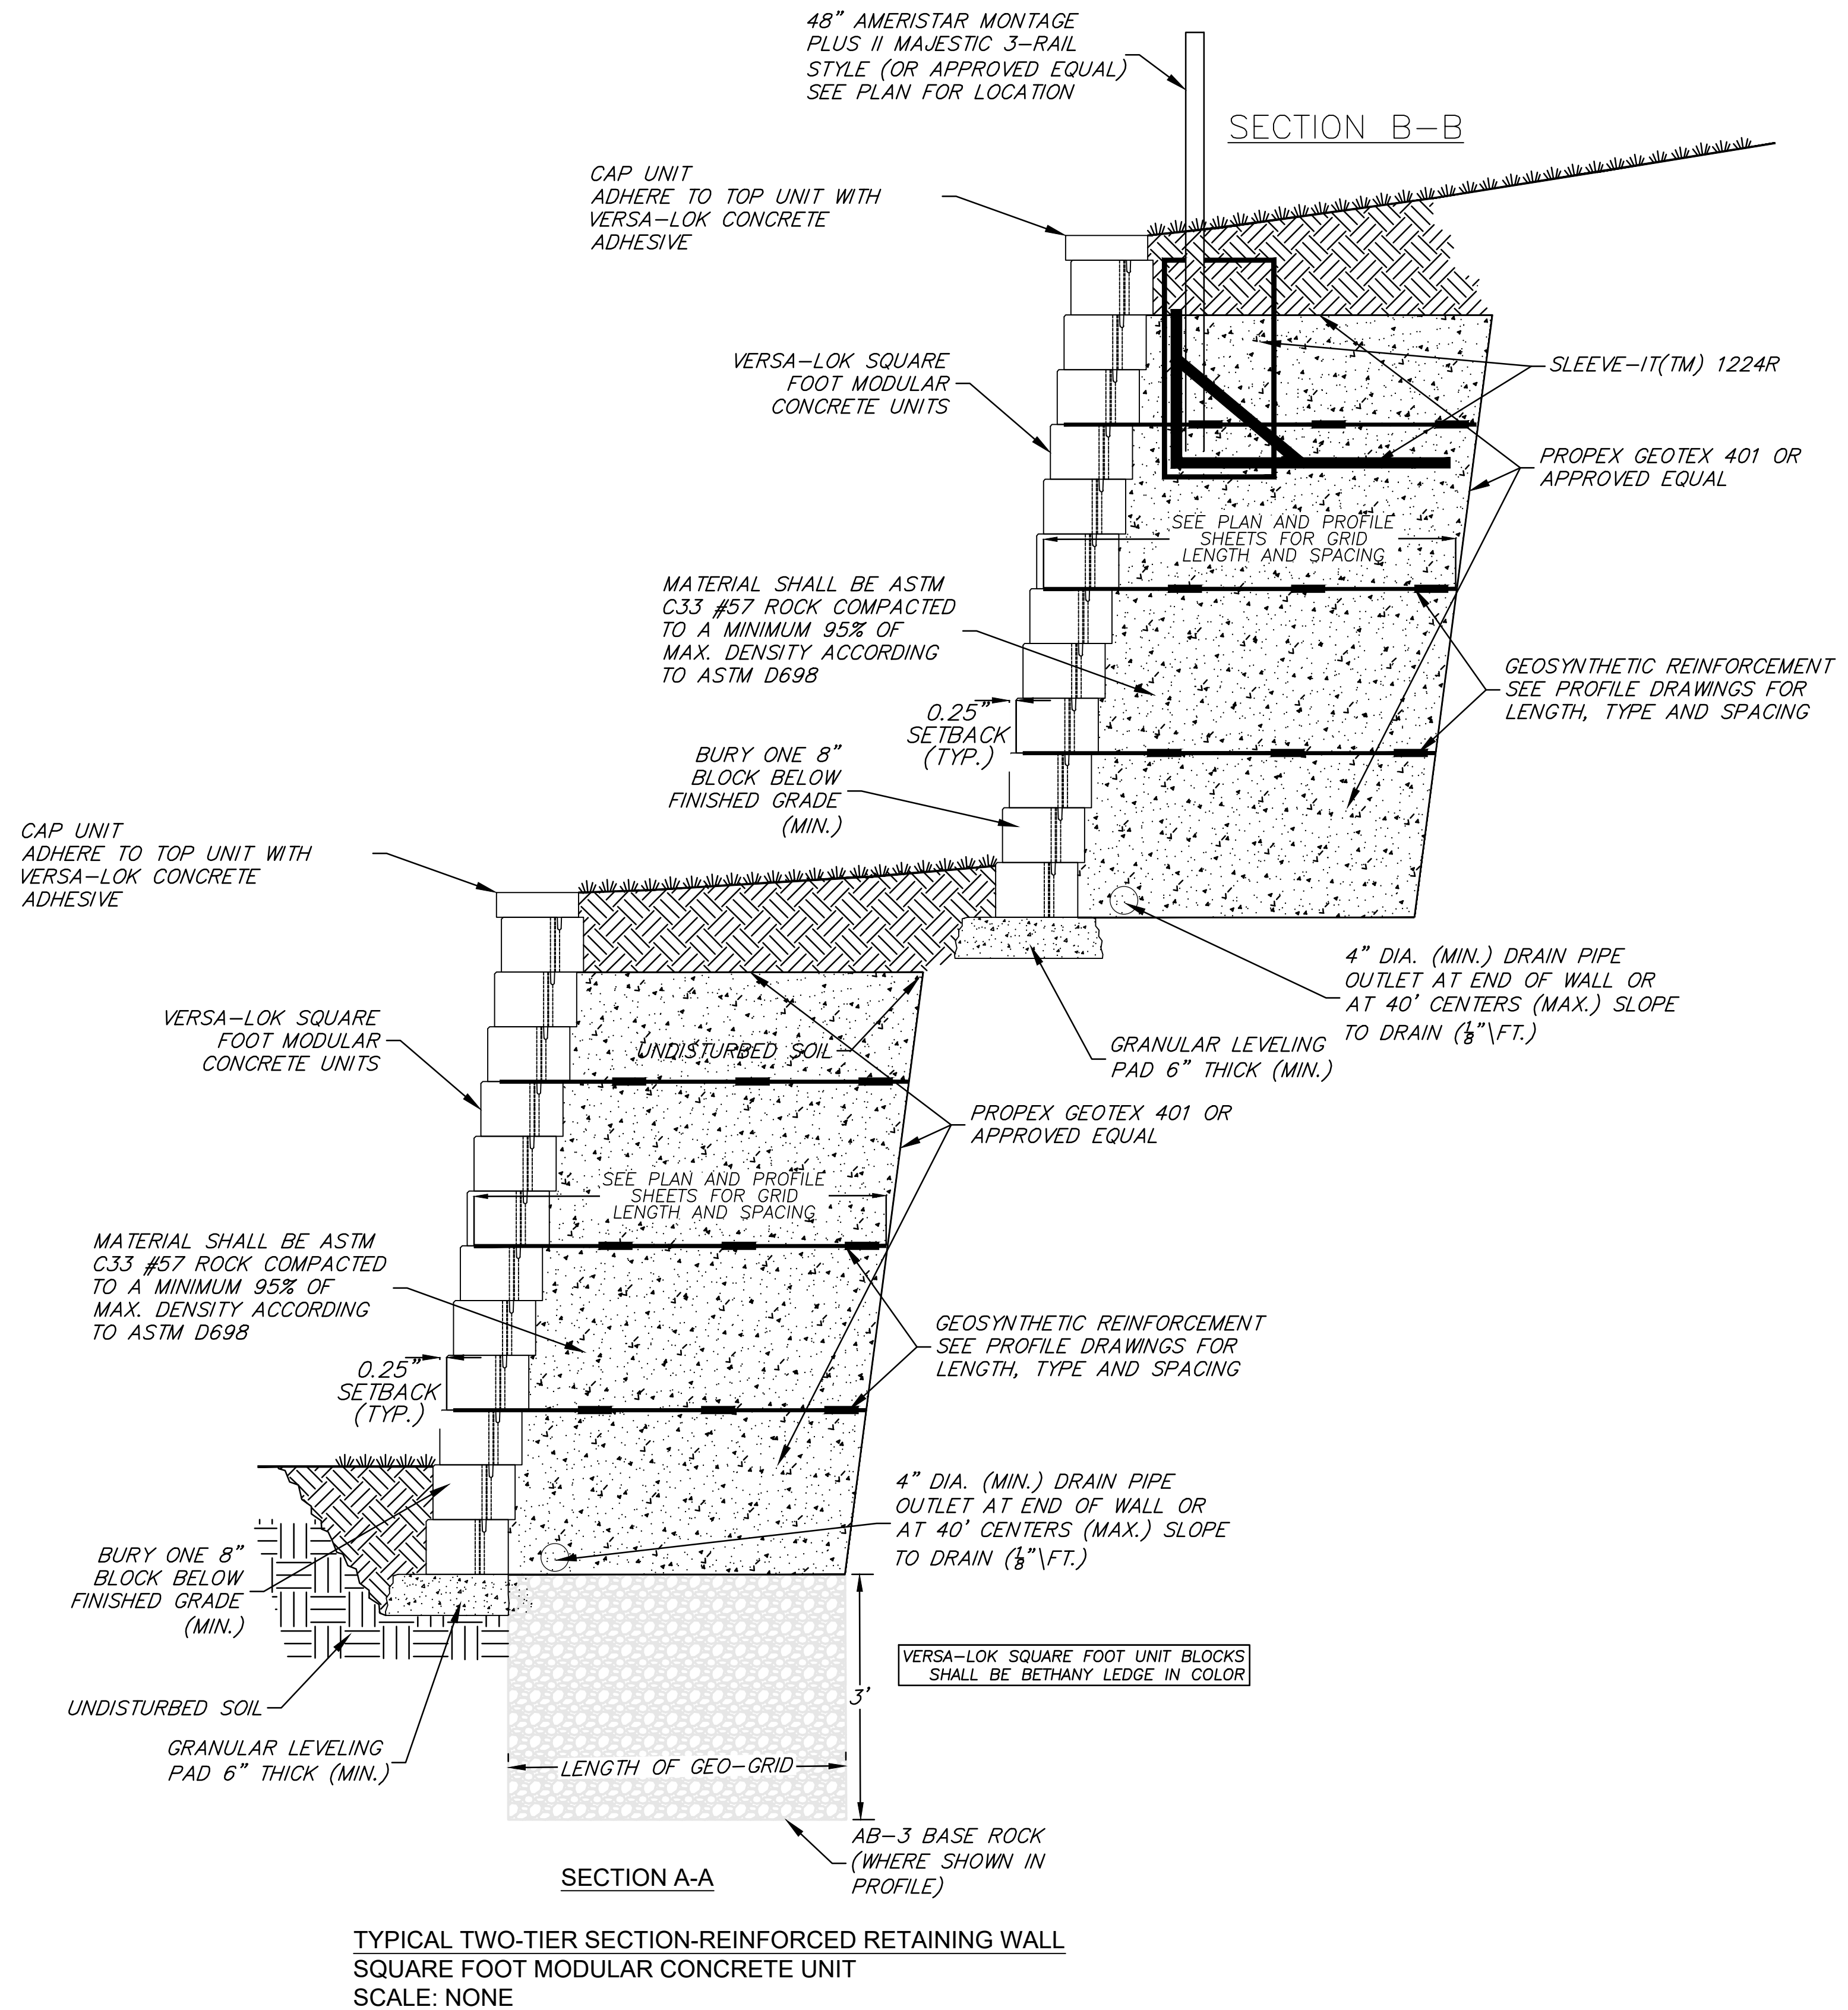 48" AMERISTAR MONTAGE
PLUS II MAJESTIC 3-RAIL
STYLE (OR APPROVED EQUAL)
SEE PLAN FOR LOCATION
SECTION B-B
CAP UNIT
ADHERE TO TOP UNIT WITH
VERSA-LOK CONCRETE
ADHESIVE
VERSA-LOK SQUARE
FOOT MODULAR
CONCRETE UNITS
SLEEVE-IT(TM) 1224R
PROPEX GEOTEX 401 OR
APPROVED EQUAL
SEE PLAN AND PROFILE
SHEETS FOR GRID
LENGTH AND SPACING
MATERIAL SHALL BE ASTM
C33 #57 ROCK COMPACTED
TO A MINIMUM 95% OF
MAX. DENSITY ACCORDING
TO ASTM D698
GEOSYNTHETIC REINFORCEMENT
SEE PROFILE DRAWINGS FOR
LENGTH, TYPE AND SPACING
0.25"
SETBACK
(TYP.)
BURY ONE 8"
BLOCK BELOW
FINISHED GRADE
(MIN.)
CAP UNIT
ADHERE TO TOP UNIT WITH
VERSA-LOK CONCRETE
ADHESIVE
4" DIA. (MIN.) DRAIN PIPE
OUTLET AT END OF WALL OR
AT 40' CENTERS (MAX.) SLOPE
TO DRAIN (1/8"\FT.)
GRANULAR LEVELING
PAD 6" THICK (MIN.)
VERSA-LOK SQUARE
FOOT MODULAR
CONCRETE UNITS
UNDISTURBED SOIL
PROPEX GEOTEX 401 OR
APPROVED EQUAL
SEE PLAN AND PROFILE
SHEETS FOR GRID
LENGTH AND SPACING
MATERIAL SHALL BE ASTM
C33 #57 ROCK COMPACTED
TO A MINIMUM 95% OF
MAX. DENSITY ACCORDING
TO ASTM D698
GEOSYNTHETIC REINFORCEMENT
SEE PROFILE DRAWINGS FOR
LENGTH, TYPE AND SPACING
0.25"
SETBACK
(TYP.)
4" DIA. (MIN.) DRAIN PIPE
OUTLET AT END OF WALL OR
AT 40' CENTERS (MAX.) SLOPE
TO DRAIN (1/8"\FT.)
BURY ONE 8"
BLOCK BELOW
FINISHED GRADE
(MIN.)
VERSA-LOK SQUARE FOOT UNIT BLOCKS
SHALL BE BETHANY LEDGE IN COLOR
3'
UNDISTURBED SOIL
GRANULAR LEVELING
PAD 6" THICK (MIN.)
LENGTH OF GEO-GRID
AB-3 BASE ROCK
(WHERE SHOWN IN
PROFILE)
SECTION A-A
TYPICAL TWO-TIER SECTION-REINFORCED RETAINING WALL
SQUARE FOOT MODULAR CONCRETE UNIT
SCALE: NONE